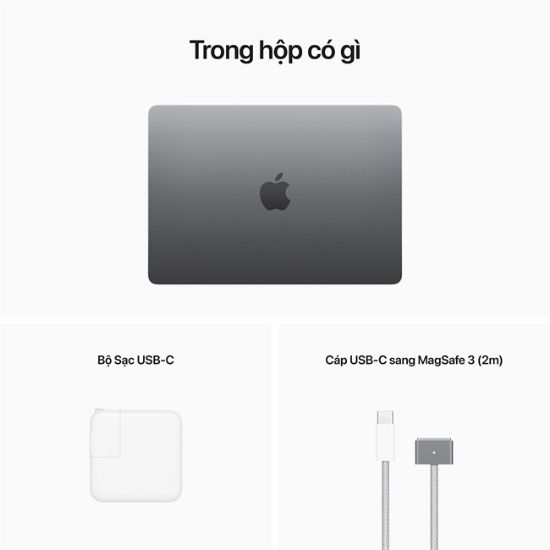 Trong hộp có gì
Bộ Sạc USB-C
Cáp USB-C sang MagSafe 3 (2m)